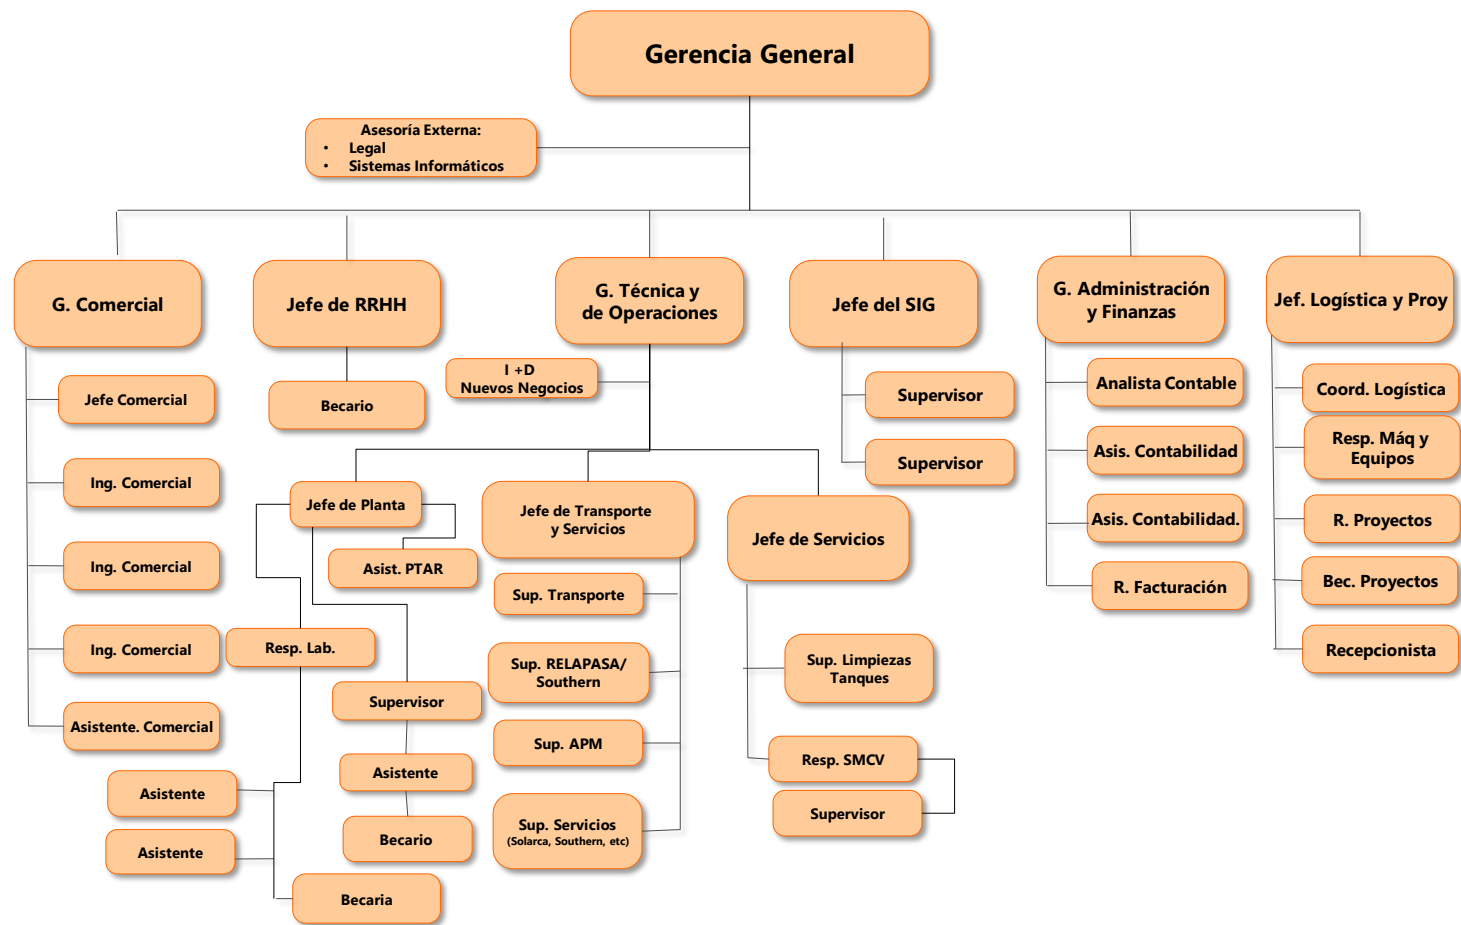 Gerencia General
Asesoría Externa:
• Legal
• Sistemas Informáticos
G. Comercial
Jefe de RRHH
G. Técnica y
de Operaciones
Jefe del SIG
G. Administración
y Finanzas
Jef. Logística y Proy
Jefe Comercial
Ing. Comercial
Ing. Comercial
Ing. Comercial
Asistente. Comercial
Becario
I +D
Nuevos Negocios
Jefe de Planta
Asist. PTAR
Resp. Lab.
Asistente
Asistente
Becaria
Supervisor
Asistente
Becario
Jefe de Transporte
y Servicios
Sup. Transporte
Sup. RELAPASA/
Southern
Sup. APM
Sup. Servicios
(Solarca, Southern, etc)
Jefe de Servicios
Sup. Limpiezas
Tanques
Resp. SMCV
Supervisor
Supervisor
Supervisor
Analista Contable
Asis. Contabilidad
Asis. Contabilidad.
R. Facturación
Coord. Logística
Resp. Máq y
Equipos
R. Proyectos
Bec. Proyectos
Recepcionista